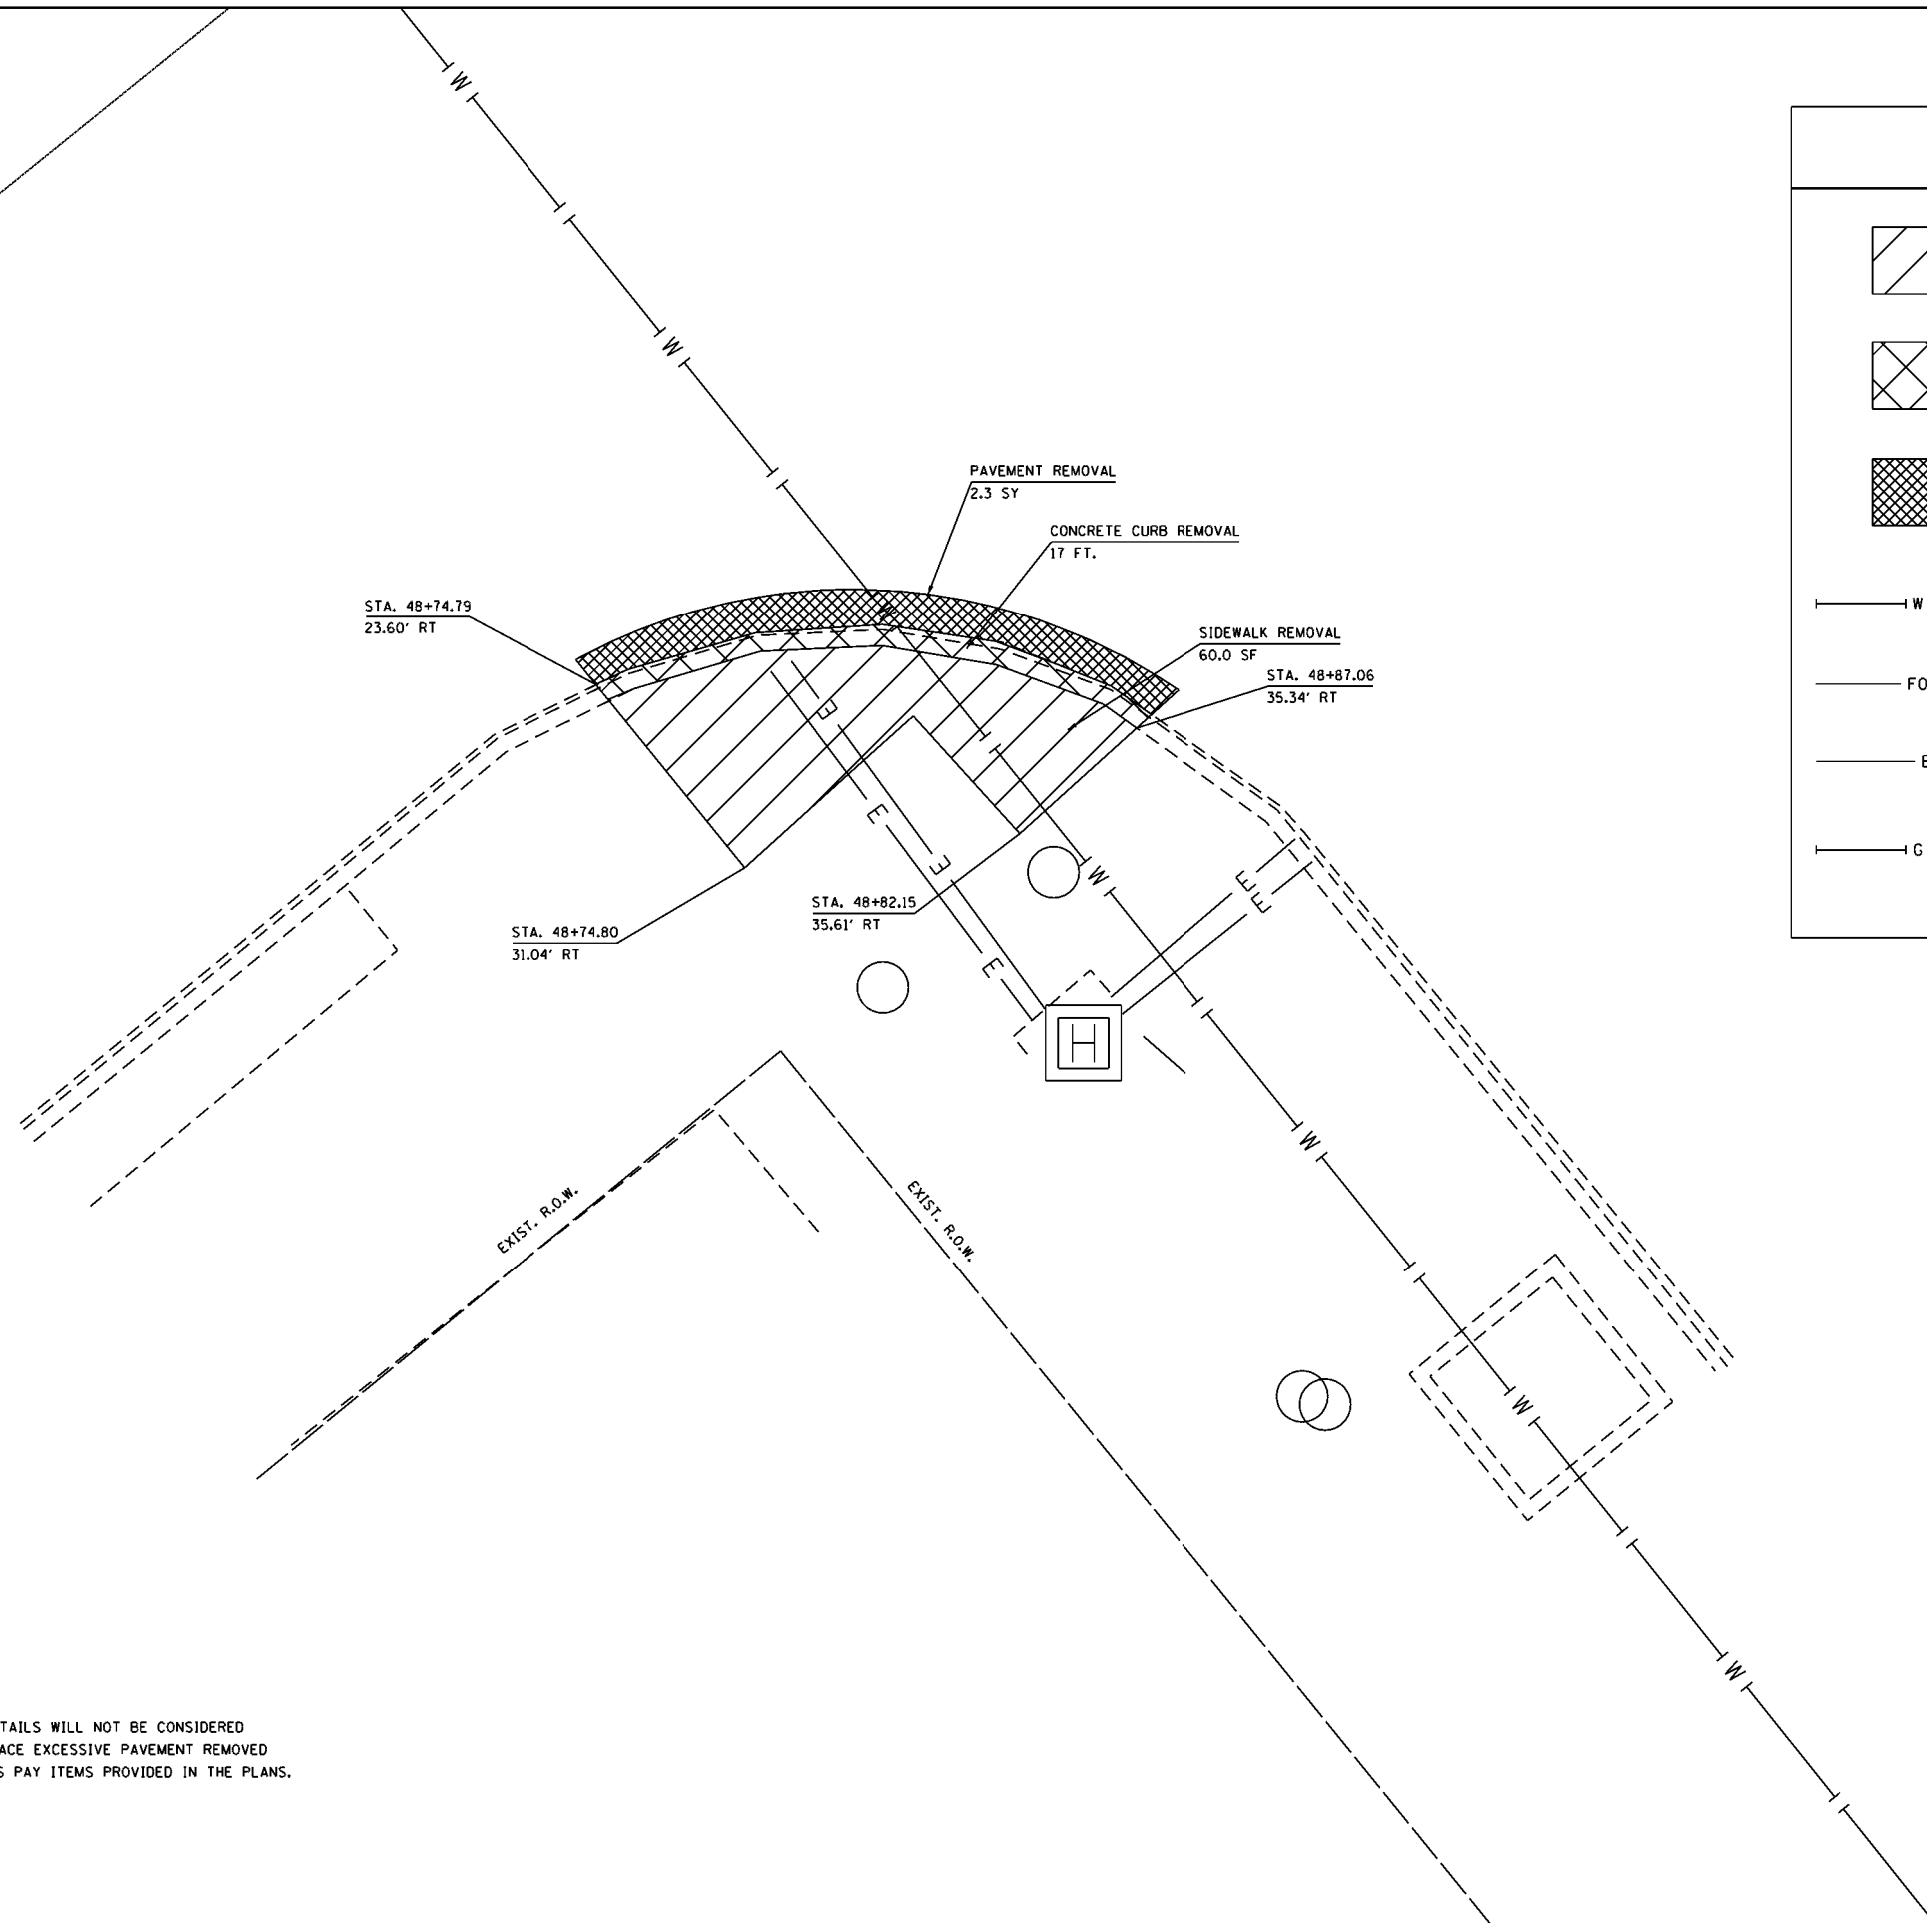 PAVEMENT REMOVAL
2.3 SY
CONCRETE CURB REMOVAL
17 FT.
STA. 48+74.79
23.60' RT
SIDEWALK REMOVAL
60.0 SF
STA. 48+87.06
35.34' RT
STA. 48+82.15
35.61' RT
STA. 48+74.80
31.04' RT
EXIST. R.O.W.
EXIST. R.O.W.
W
W
W
W
W
W
W
E
E
E
E
E
E
E
H
W
FO
E
G
TAILS WILL NOT BE CONSIDERED
ACE EXCESSIVE PAVEMENT REMOVED
S PAY ITEMS PROVIDED IN THE PLANS.